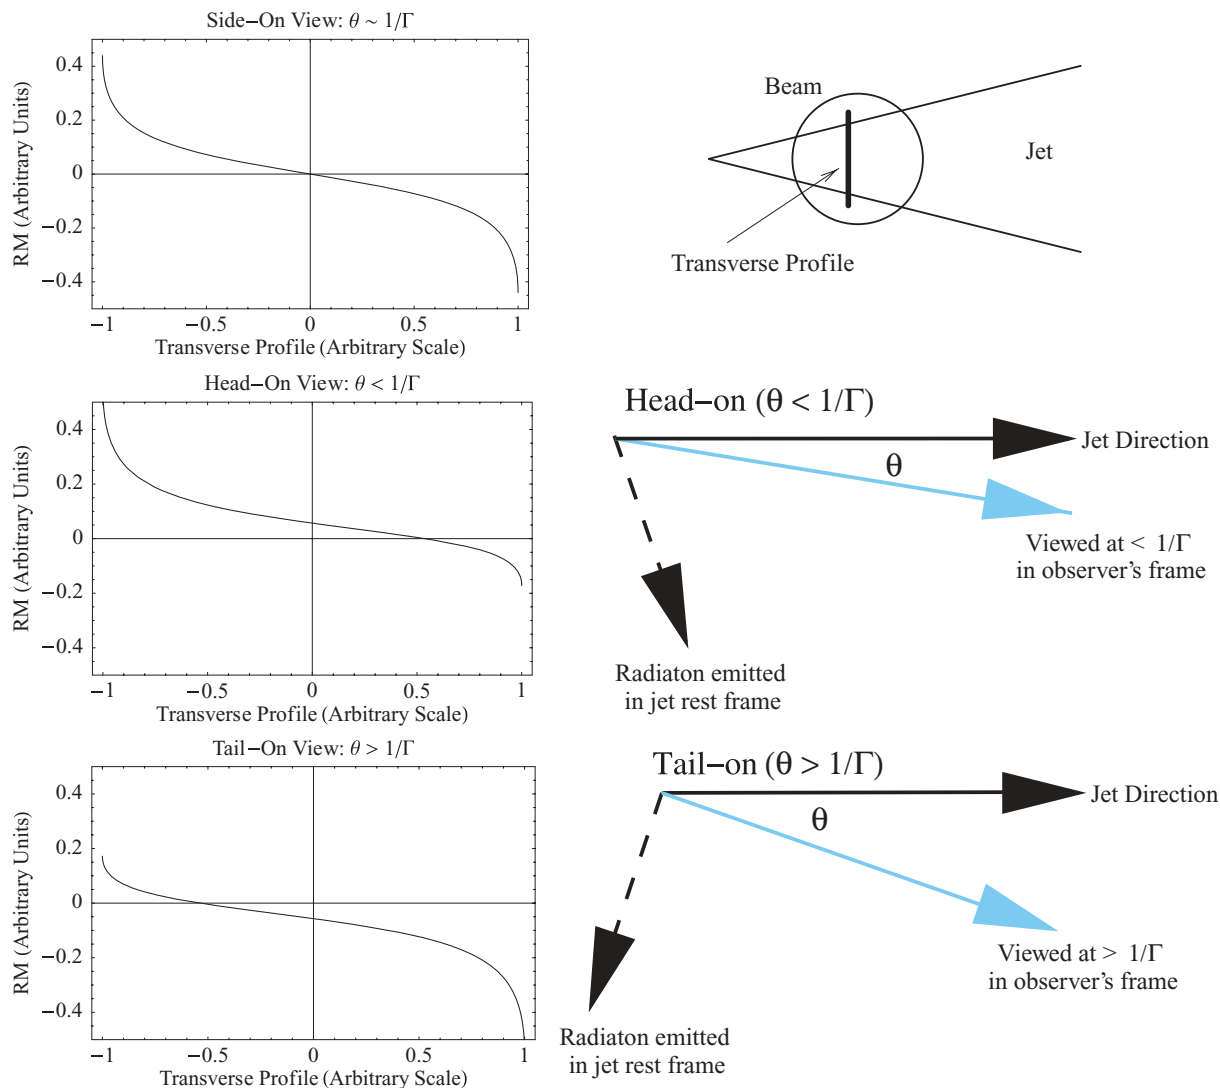 Side−On View: θ ~ 1/Γ
RM (Arbitrary Units)
0.4
0.2
0
−0.2
−0.4
−1
−0.5
0
0.5
1
Transverse Profile (Arbitrary Scale)
Beam
Jet
Transverse Profile
Head−On View: θ < 1/Γ
RM (Arbitrary Units)
0.4
0.2
0
−0.2
−0.4
−1
−0.5
0
0.5
1
Transverse Profile (Arbitrary Scale)
Head−on (θ < 1/Γ)
Jet Direction
θ
Viewed at < 1/Γ
in observer's frame
Radiaton emitted
in jet rest frame
Tail−On View: θ > 1/Γ
RM (Arbitrary Units)
0.4
0.2
0
−0.2
−0.4
−1
−0.5
0
0.5
1
Transverse Profile (Arbitrary Scale)
Tail−on (θ > 1/Γ)
Jet Direction
θ
Viewed at > 1/Γ
in observer's frame
Radiaton emitted
in jet rest frame